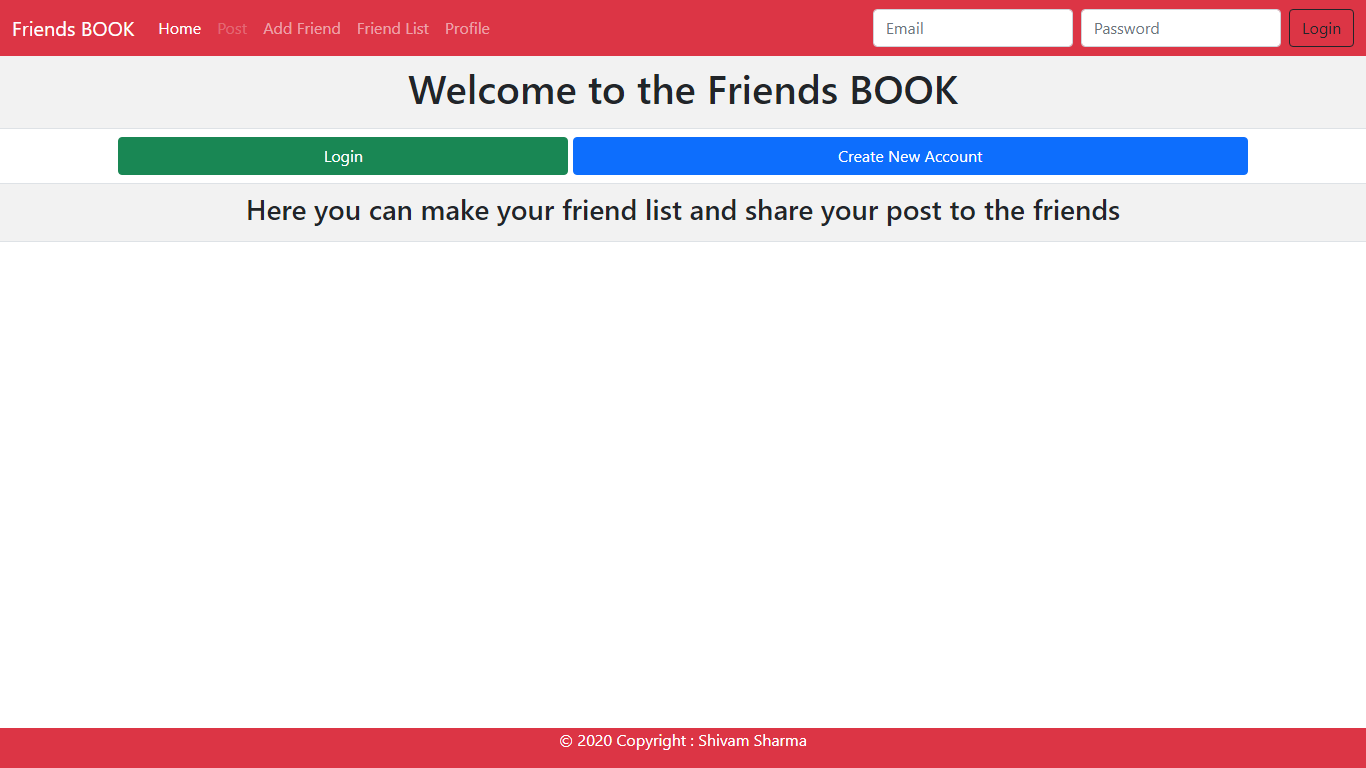 Friends BOOK Home Post Add Friend Friend List Profile Email Password Login
Welcome to the Friends BOOK
Login Create New Account
Here you can make your friend list and share your post to the friends
© 2020 Copyright : Shivam Sharma